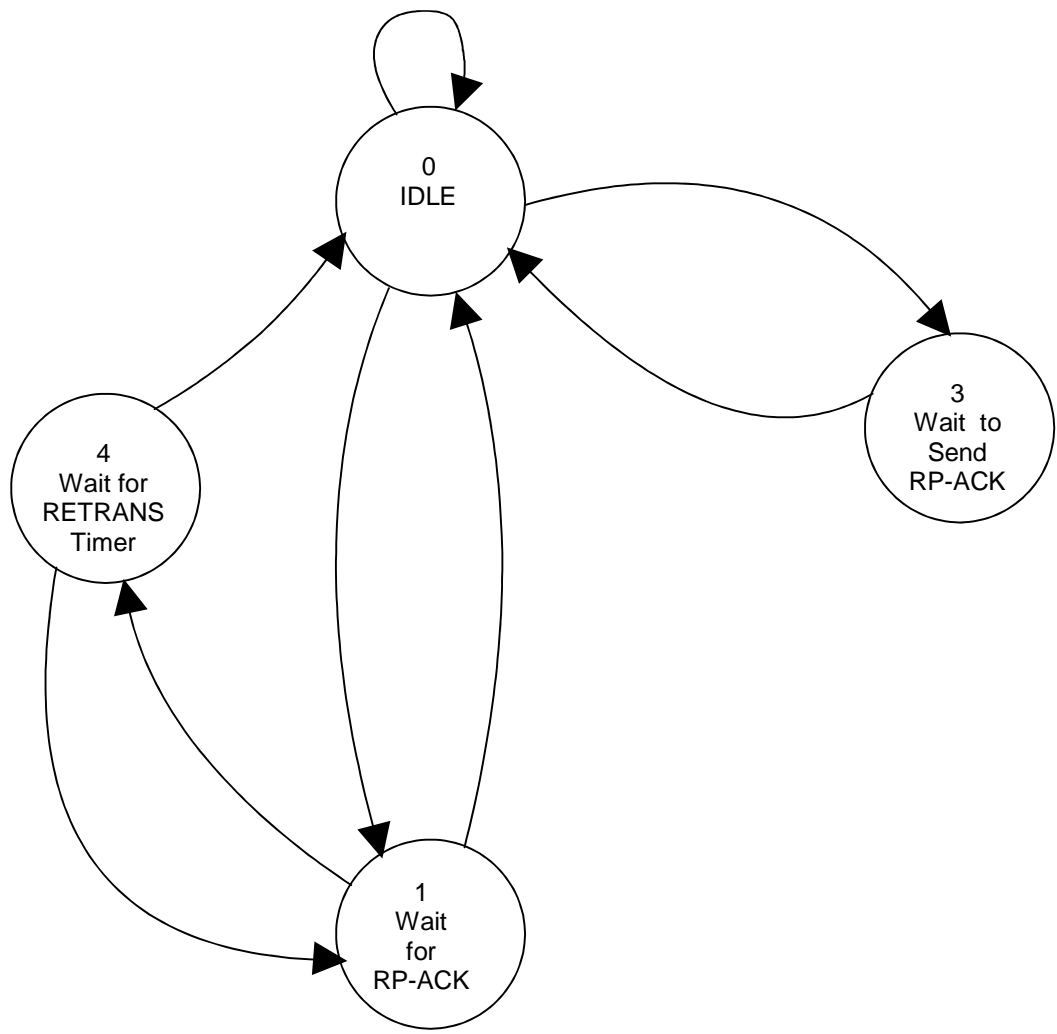 0
IDLE
3
Wait to
Send
RP-ACK
4
Wait for
RETRANS
Timer
1
Wait
for
RP-ACK